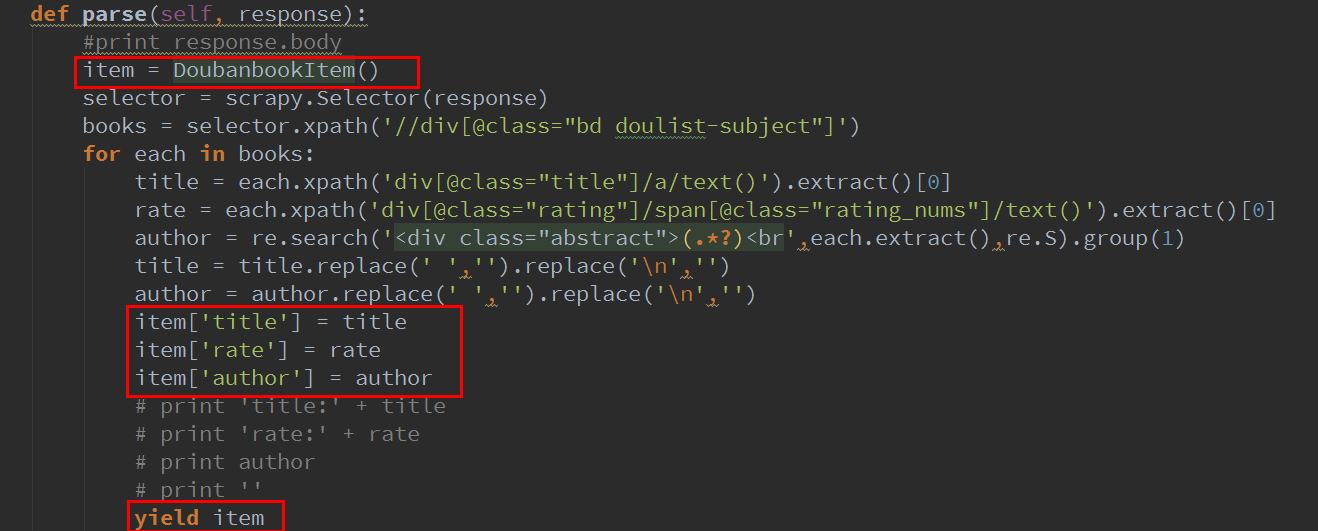 def parse(self, response):
#print response.body
item = DoubanbookItem()
selector = scrapy.Selector(response)
books = selector.xpath('//div[@class="bd doulist-subject"]')
for each in books:
title = each.xpath('div[@class="title"]/a/text()').extract()[0]
rate = each.xpath('div[@class="rating"]/span[@class="rating_nums"]/text()').extract()[0]
author = re.search('<div class="abstract">(.*?)<br',each.extract(),re.S).group(1)
title = title.replace(' ','').replace('\n','')
author = author.replace(' ','').replace('\n','')
item['title'] = title
item['rate'] = rate
item['author'] = author
# print 'title:' + title
# print 'rate:' + rate
# print author
# print ''
yield item